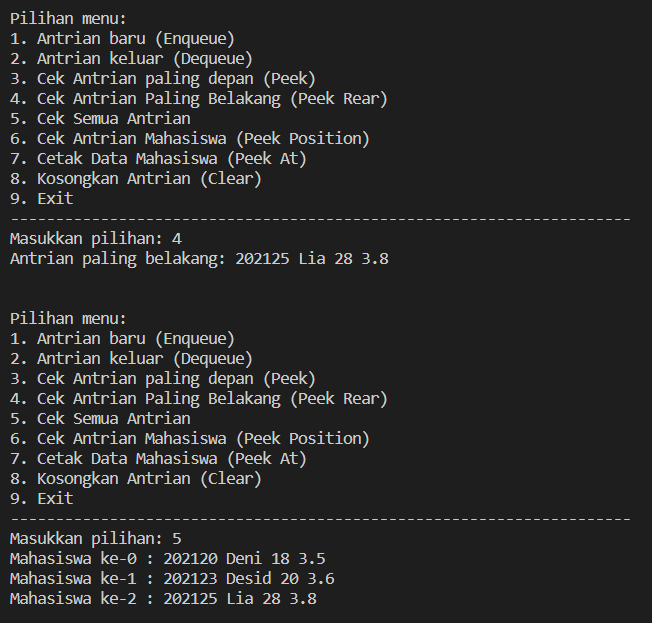 Pilihan menu:
1. Antrian baru (Enqueue)
2. Antrian keluar (Dequeue)
3. Cek Antrian paling depan (Peek)
4. Cek Antrian Paling Belakang (Peek Rear)
5. Cek Semua Antrian
6. Cek Antrian Mahasiswa (Peek Position)
7. Cetak Data Mahasiswa (Peek At)
8. Kosongkan Antrian (Clear)
9. Exit
---------------------------------------------------------------------
Masukkan pilihan: 4
Antrian paling belakang: 202125 Lia 28 3.8
Pilihan menu:
1. Antrian baru (Enqueue)
2. Antrian keluar (Dequeue)
3. Cek Antrian paling depan (Peek)
4. Cek Antrian Paling Belakang (Peek Rear)
5. Cek Semua Antrian
6. Cek Antrian Mahasiswa (Peek Position)
7. Cetak Data Mahasiswa (Peek At)
8. Kosongkan Antrian (Clear)
9. Exit
---------------------------------------------------------------------
Masukkan pilihan: 5
Mahasiswa ke-0 : 202120 Deni 18 3.5
Mahasiswa ke-1 : 202123 Desid 20 3.6
Mahasiswa ke-2 : 202125 Lia 28 3.8